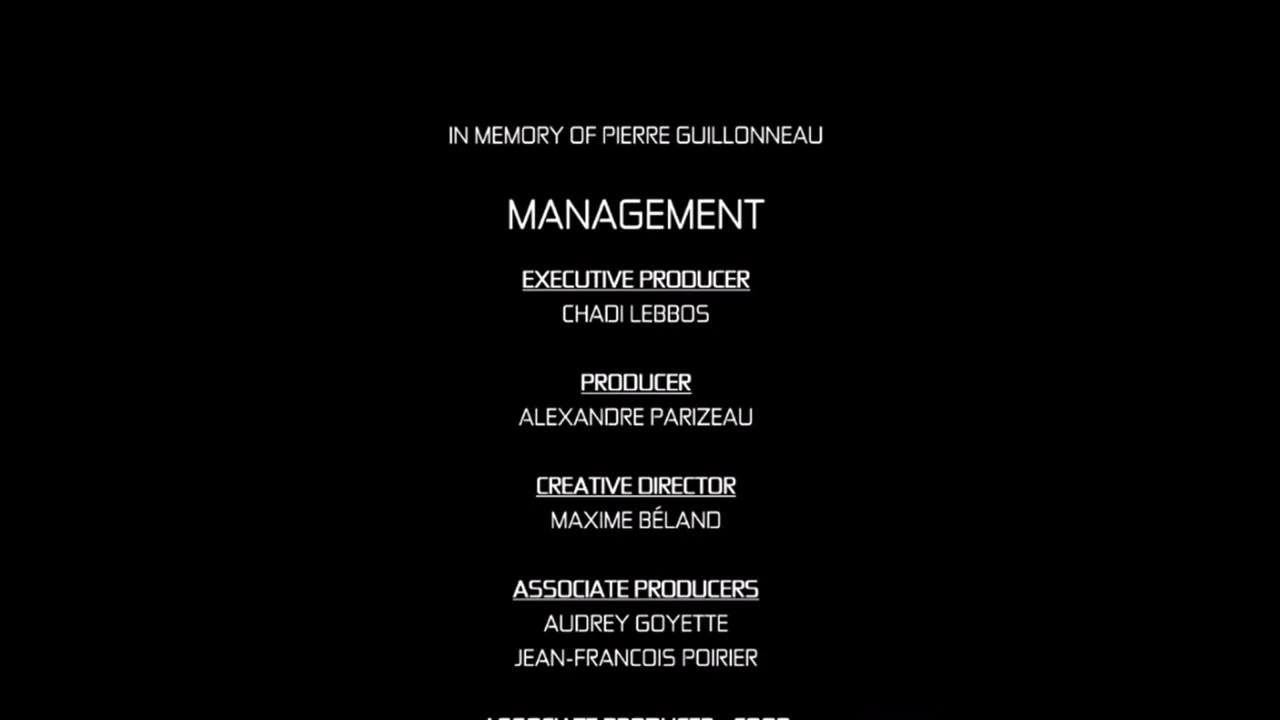 IN MEMORY OF PIERRE GUILLONNEAU
MANAGEMENT
EXECUTIVE PRODUCER
CHADI LEBBOS
PRODUCER
ALEXANDRE PARIZEAU
CREATIVE DIRECTOR
MAXIME BÉLAND
ASSOCIATE PRODUCERS
AUDREY GOYETTE
JEAN-FRANCOIS POIRIER